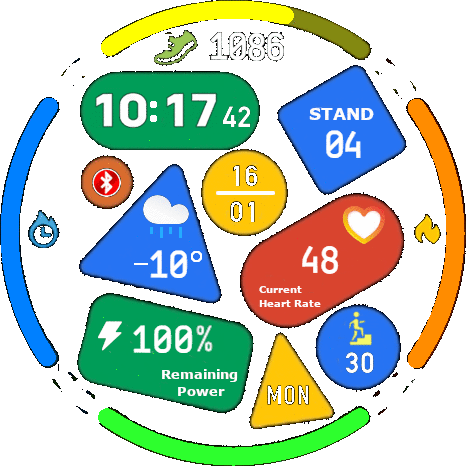 1086
10:17 42
STAND
04
16
01
-10°
48
Current
Heart Rate
100%
Remaining
Power
30
MON